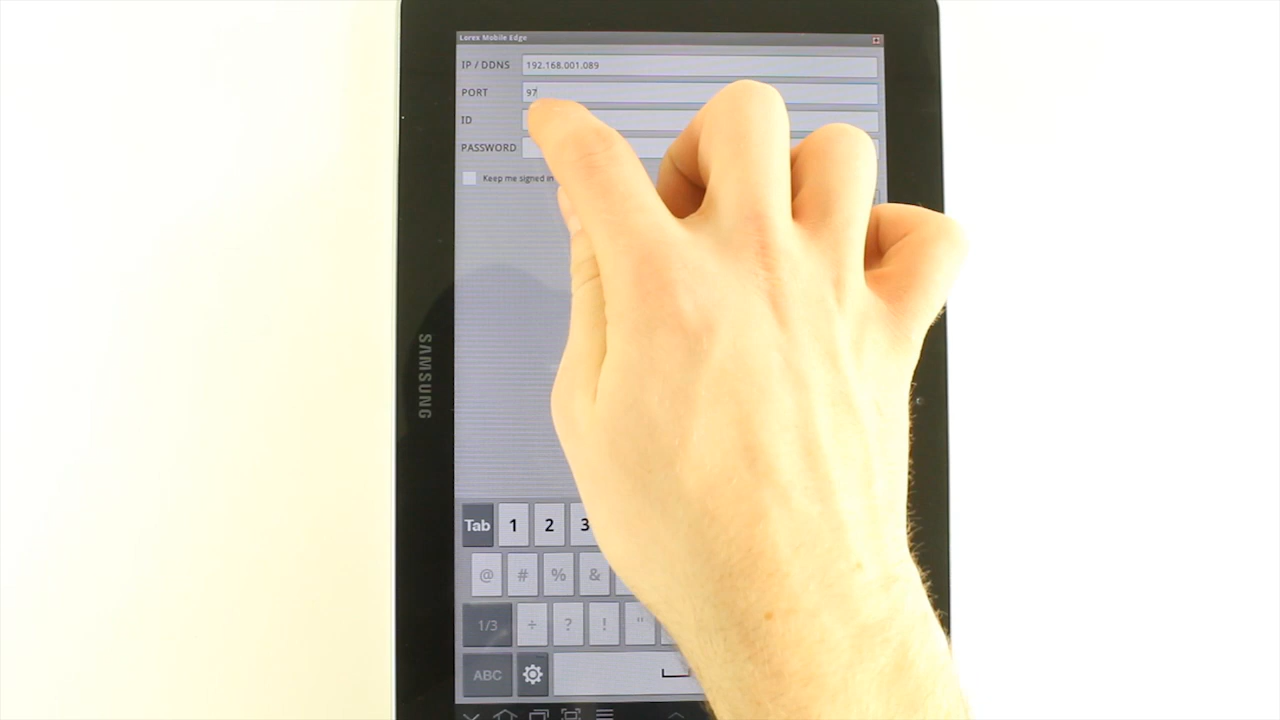 Lorex Mobile Edge
IP / DDNS 192.168.001.089
PORT 97
ID
PASSWORD
Keep me signed in
SAMSUNG
Tab 1 2 3
@ # % &
1/3 ÷ ? ! "
ABC